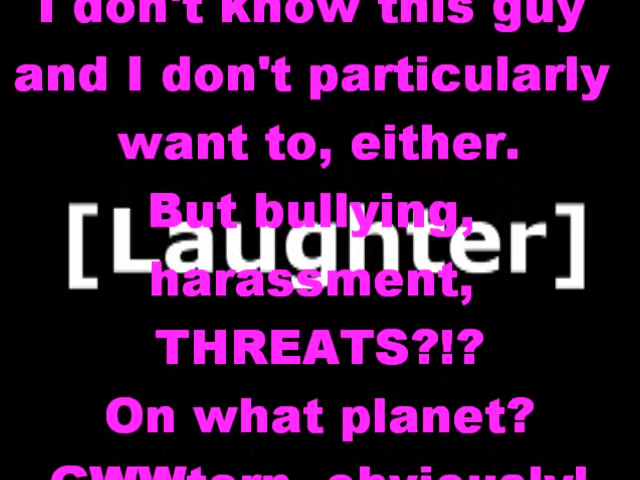 I don't know this guy
and I don't particularly
want to, either.
But bullying,
[Laughter]
harassment,
THREATS?!?
On what planet?
obviously!